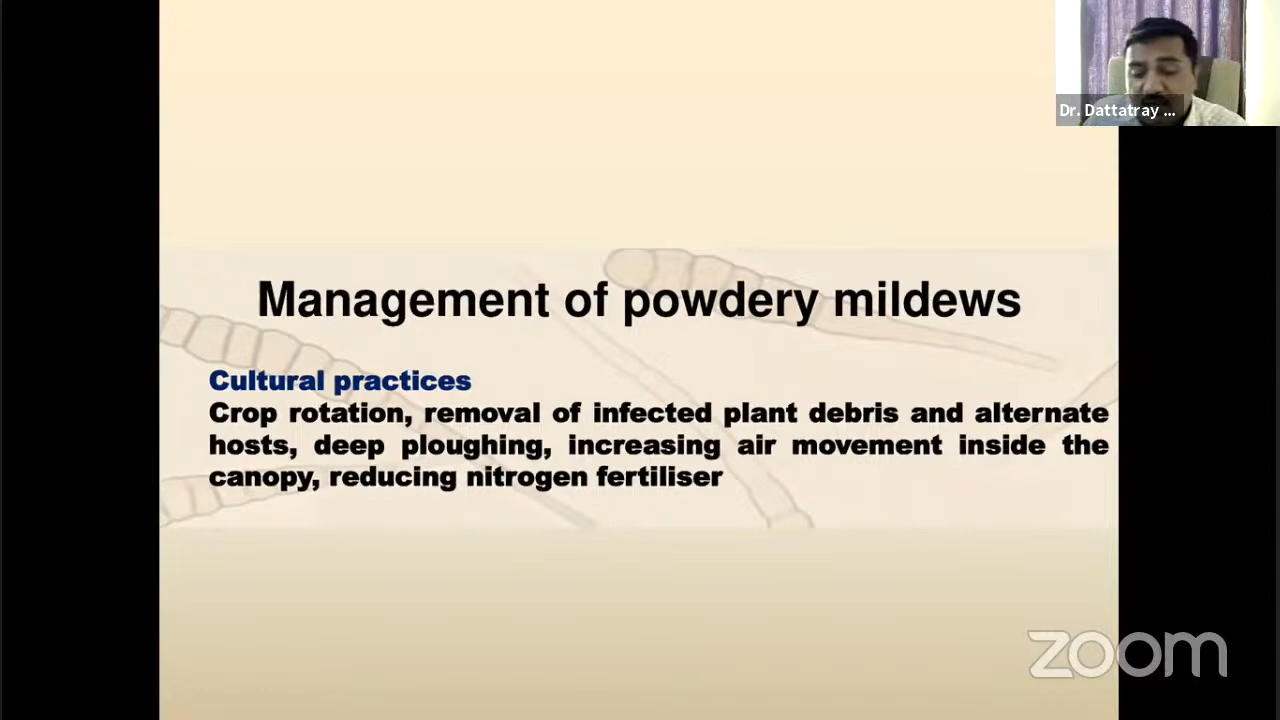 Dr. Dattatray ...
Management of powdery mildews
Cultural practices
Crop rotation, removal of infected plant debris and alternate
hosts, deep ploughing, increasing air movement inside the
canopy, reducing nitrogen fertiliser
zoom